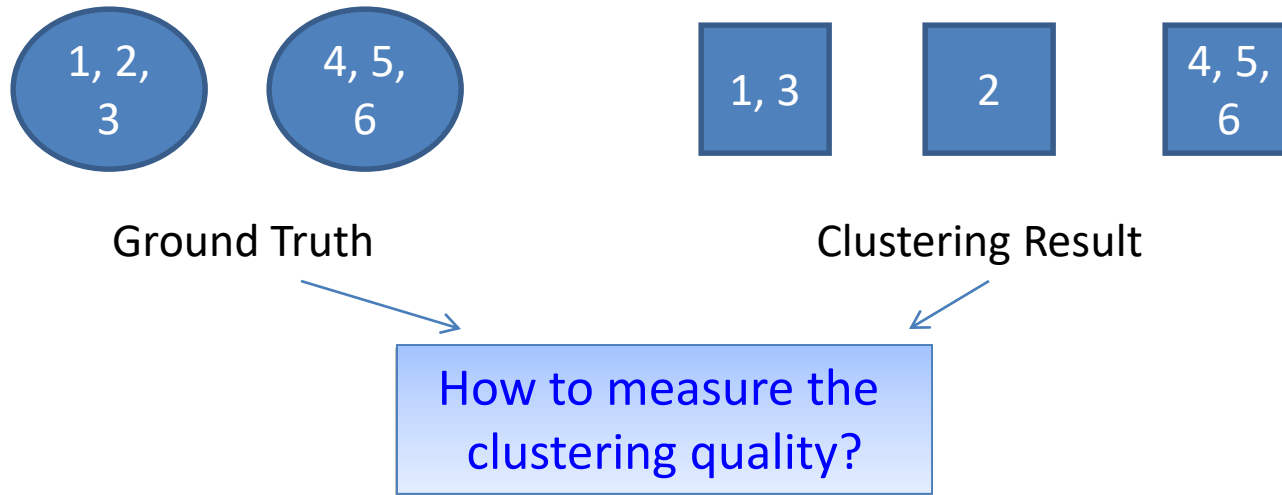 1, 2,
3
4, 5,
6
1, 3
2
4, 5,
6
Ground Truth
Clustering Result
How to measure the
clustering quality?